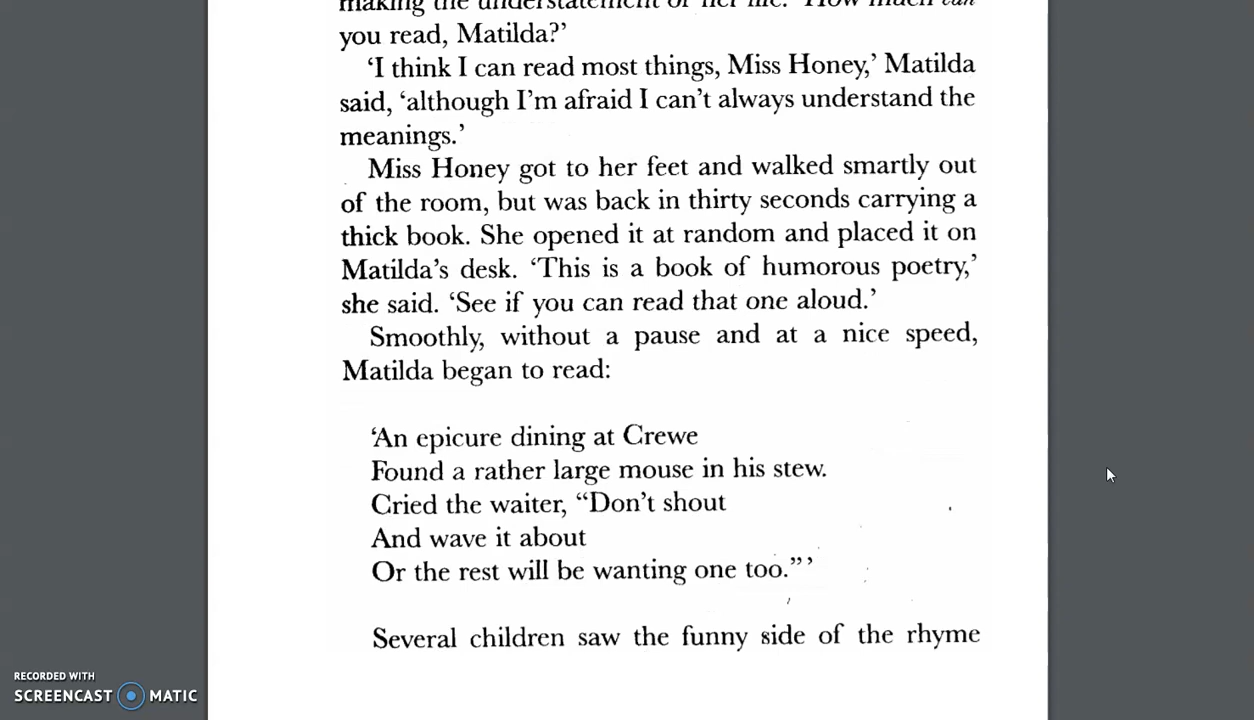 making the understatement of her life. ‘How much can
you read, Matilda?’
‘I think I can read most things, Miss Honey,’ Matilda
said, ‘although I’m afraid I can’t always understand the
meanings.’
Miss Honey got to her feet and walked smartly out
of the room, but was back in thirty seconds carrying a
thick book. She opened it at random and placed it on
Matilda’s desk. ‘This is a book of humorous poetry,’
she said. ‘See if you can read that one aloud.’
Smoothly, without a pause and at a nice speed,
Matilda began to read:
‘An epicure dining at Crewe
Found a rather large mouse in his stew.
Cried the waiter, “Don’t shout
And wave it about
Or the rest will be wanting one too.”’
Several children saw the funny side of the rhyme
RECORDED WITH
SCREENCAST MATIC